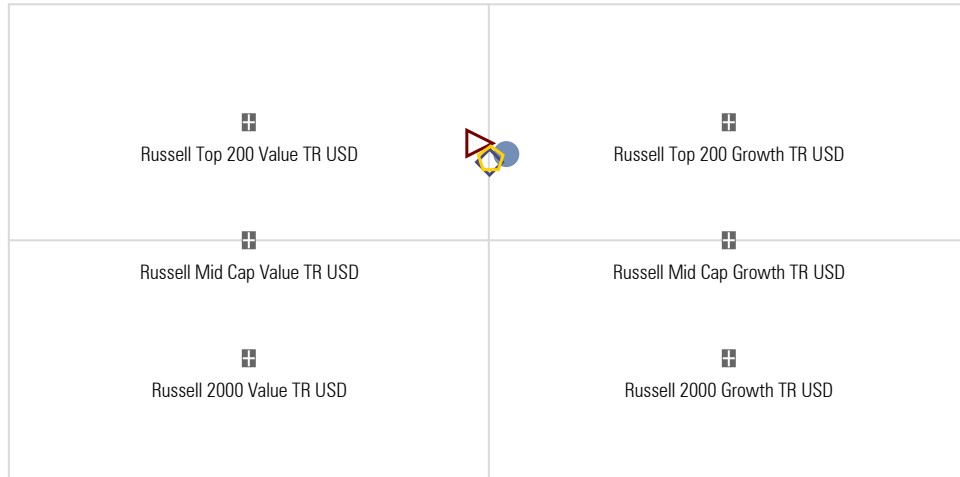 Russell Top 200 Value TR USD
Russell Top 200 Growth TR USD
Russell Mid Cap Value TR USD
Russell Mid Cap Growth TR USD
Russell 2000 Value TR USD
Russell 2000 Growth TR USD